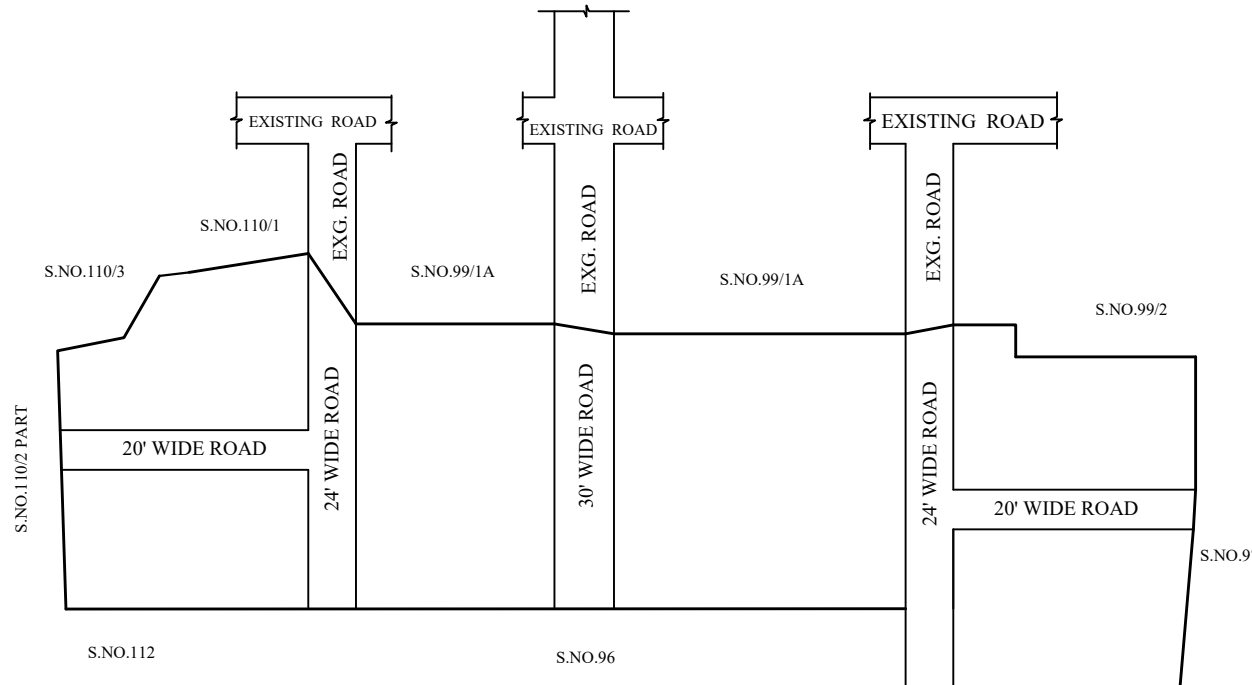 EXISTING ROAD
EXISTING ROAD
EXISTING ROAD
EXG. ROAD
EXG. ROAD
EXG. ROAD
S.NO.110/1
S.NO.110/3
S.NO.99/1A
S.NO.99/1A
S.NO.99/2
S.NO.110/2 PART
20' WIDE ROAD
24' WIDE ROAD
30' WIDE ROAD
24' WIDE ROAD
20' WIDE ROAD
S.NO.112
S.NO.96